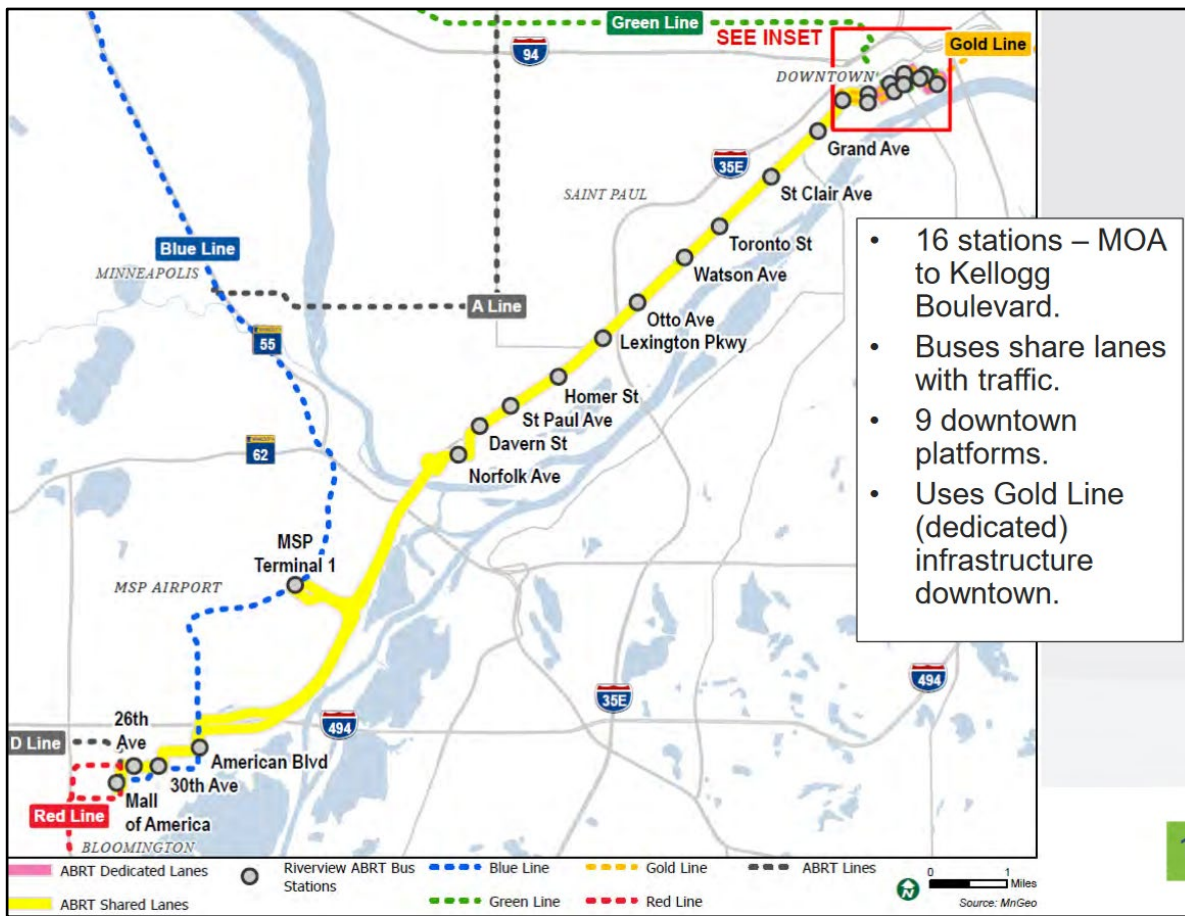 Green Line
94
SEE INSET
Gold Line
DOWNTOWN
Grand Ave
35E
St Clair Ave
SAINT PAUL
Toronto St
Blue Line
Watson Ave
MINNEAPOLIS
A Line
Otto Ave
55
Lexington Pkwy
Homer St
St Paul Ave
62
Davern St
Norfolk Ave
MSP
Terminal 1
MSP AIRPORT
35E
494
26th
Ave
494
D Line
American Blvd
30th Ave
Mall
of America
Red Line
BLOOMINGTON
• 16 stations – MOA
to Kellogg
Boulevard.
• Buses share lanes
with traffic.
• 9 downtown
platforms.
• Uses Gold Line
(dedicated)
infrastructure
downtown.
ABRT Dedicated Lanes
ABRT Shared Lanes
Riverview ABRT Bus
Stations
Blue Line
Green Line
Gold Line
Red Line
ABRT Lines
N
0 1
Miles
Source: MnGeo